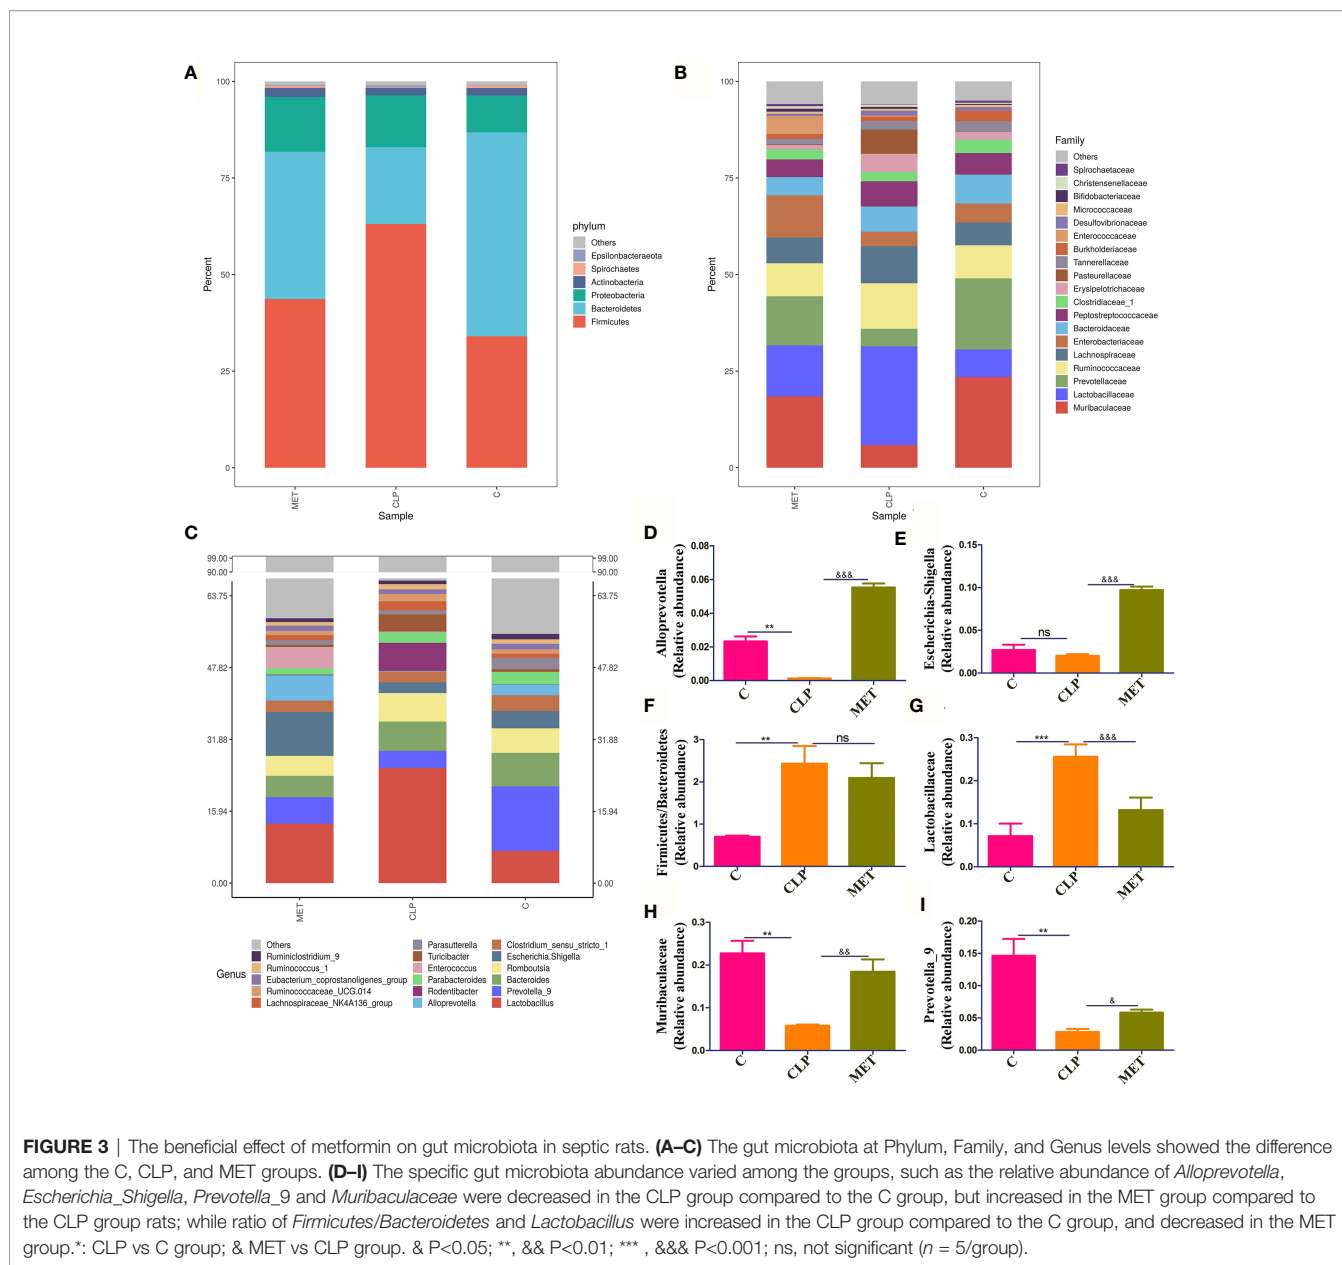 A
100
75
50
25
0
Percent
MET
CLP
C
Sample
phylum
Others
Epsilonbacteraeota
Spirochaetes
Actinobacteria
Proteobacteria
Bacteroidetes
Firmicutes
B
100
75
50
25
0
Percent
MET
CLP
C
Sample
Family
Others
Spirochaetaceae
Christensenellaceae
Bifidobacteriaceae
Micrococcaceae
Desulfovibrionaceae
Enterococcaceae
Burkholderiaceae
Tannerellaceae
Pasteurellaceae
Erysipelotrichaceae
Clostridiaceae_1
Peptostreptococcaceae
Bacteroidaceae
Enterobacteriaceae
Lachnospiraceae
Ruminococcaceae
Prevotellaceae
Lactobacillaceae
Muribaculaceae
C
99.00
90.00
63.75
47.82
31.88
15.94
0.00
99.00
90.00
63.75
47.82
31.88
15.94
0.00
MET
CLP
C
Genus
Others
Ruminiclostridium_9
Ruminococcus_1
Eubacterium_coprostanoligenes_group
Ruminococcaceae_UCG.014
Lachnospiraceae_NK4A136_group
Parasutterella
Turicibacter
Enterococcus
Parabacteroides
Rodentibacter
Alloprevotella
Clostridium_sensu_stricto_1
Escherichia.Shigella
Romboutsia
Bacteroides
Prevotella_9
Lactobacillus
D
Alloprevotella
(Relative abundance)
0.08
0.06
0.04
0.02
0.00
**
&&&
C
CLP
MET
E
Escherichia-Shigella
(Relative abundance)
0.15
0.10
0.05
0.00
ns
&&&
C
CLP
MET
F
Firmicutes/Bacteroidetes
(Relative abundance)
3
2
1
0
**
ns
C
CLP
MET
G
Lactobacillaceae
(Relative abundance)
0.3
0.2
0.1
0.0
***
&&&
C
CLP
MET
H
Muribaculaceae
(Relative abundance)
0.3
0.2
0.1
0.0
**
&&
C
CLP
MET
I
Prevotella_9
(Relative abundance)
0.20
0.15
0.10
0.05
0.00
**
&
C
CLP
MET
FIGURE 3 | The beneficial effect of metformin on gut microbiota in septic rats. (A–C) The gut microbiota at Phylum, Family, and Genus levels showed the difference
among the C, CLP, and MET groups. (D–I) The specific gut microbiota abundance varied among the groups, such as the relative abundance of Alloprevotella,
Escherichia_Shigella, Prevotella_9 and Muribaculaceae were decreased in the CLP group compared to the C group, but increased in the MET group compared to
the CLP group rats; while ratio of Firmicutes/Bacteroidetes and Lactobacillus were increased in the CLP group compared to the C group, and decreased in the MET
group.*: CLP vs C group; & MET vs CLP group. & P<0.05; **, && P<0.01; *** , &&& P<0.001; ns, not significant (n = 5/group).